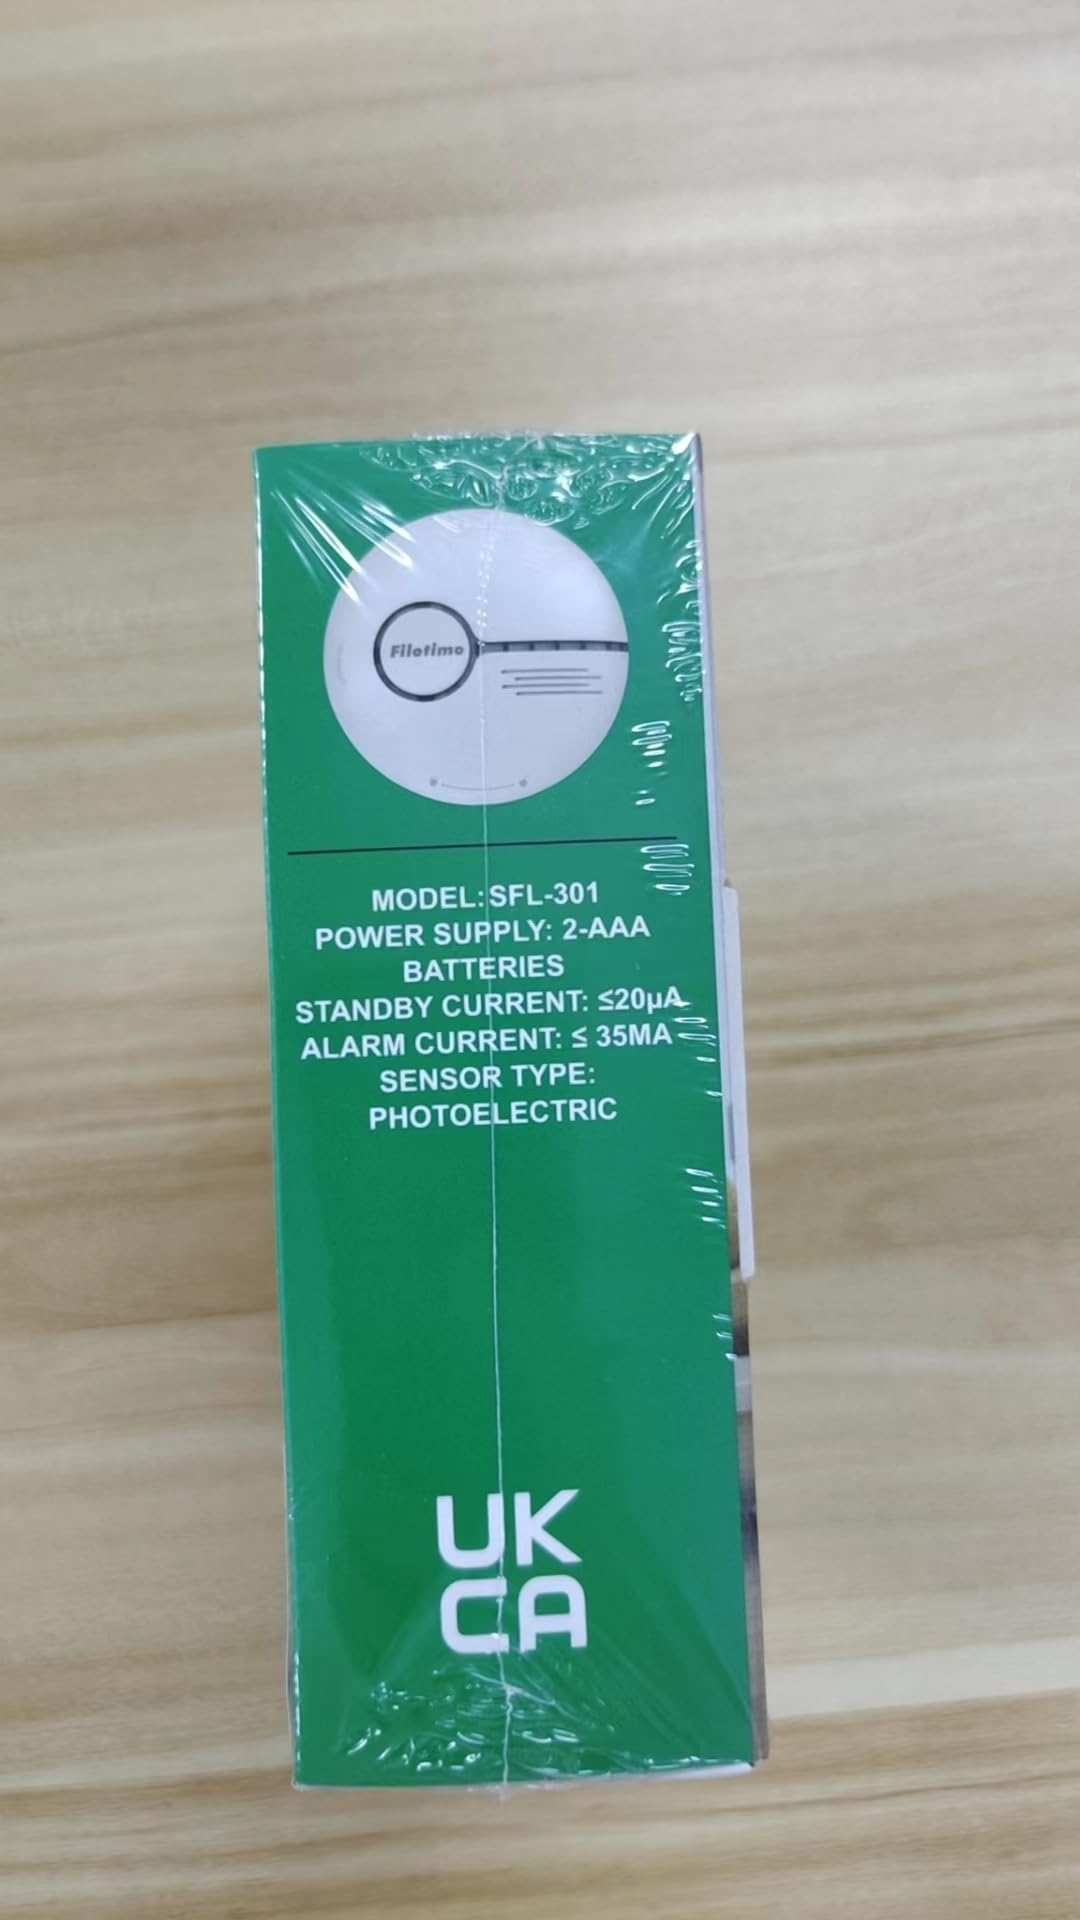 Filotimo
MODEL: SFL-301
POWER SUPPLY: 2-AAA
BATTERIES
STANDBY CURRENT: ≤20µA
ALARM CURRENT: ≤ 35MA
SENSOR TYPE:
PHOTOELECTRIC
UK
CA